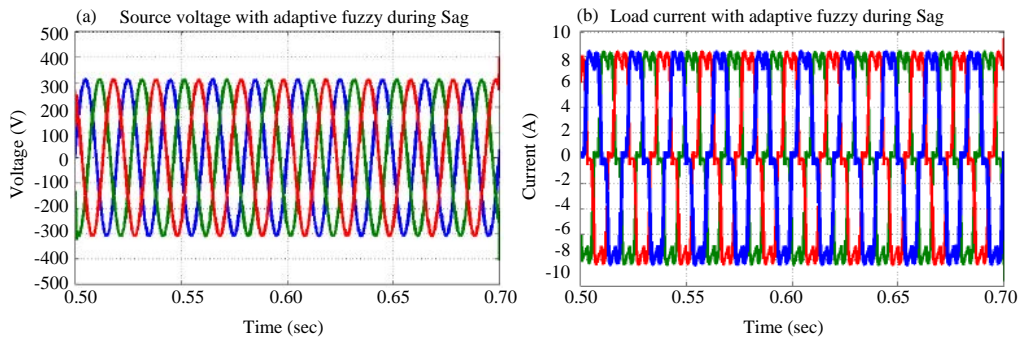 (a) Source voltage with adaptive fuzzy during Sag
500
400
300
200
100
0
-100
-200
-300
-400
-500
Voltage (V)
0.50 0.55 0.60 0.65 0.70
Time (sec)
(b) Load current with adaptive fuzzy during Sag
10
8
6
4
2
0
-2
-4
-6
-8
-10
Current (A)
0.50 0.55 0.60 0.65 0.70
Time (sec)